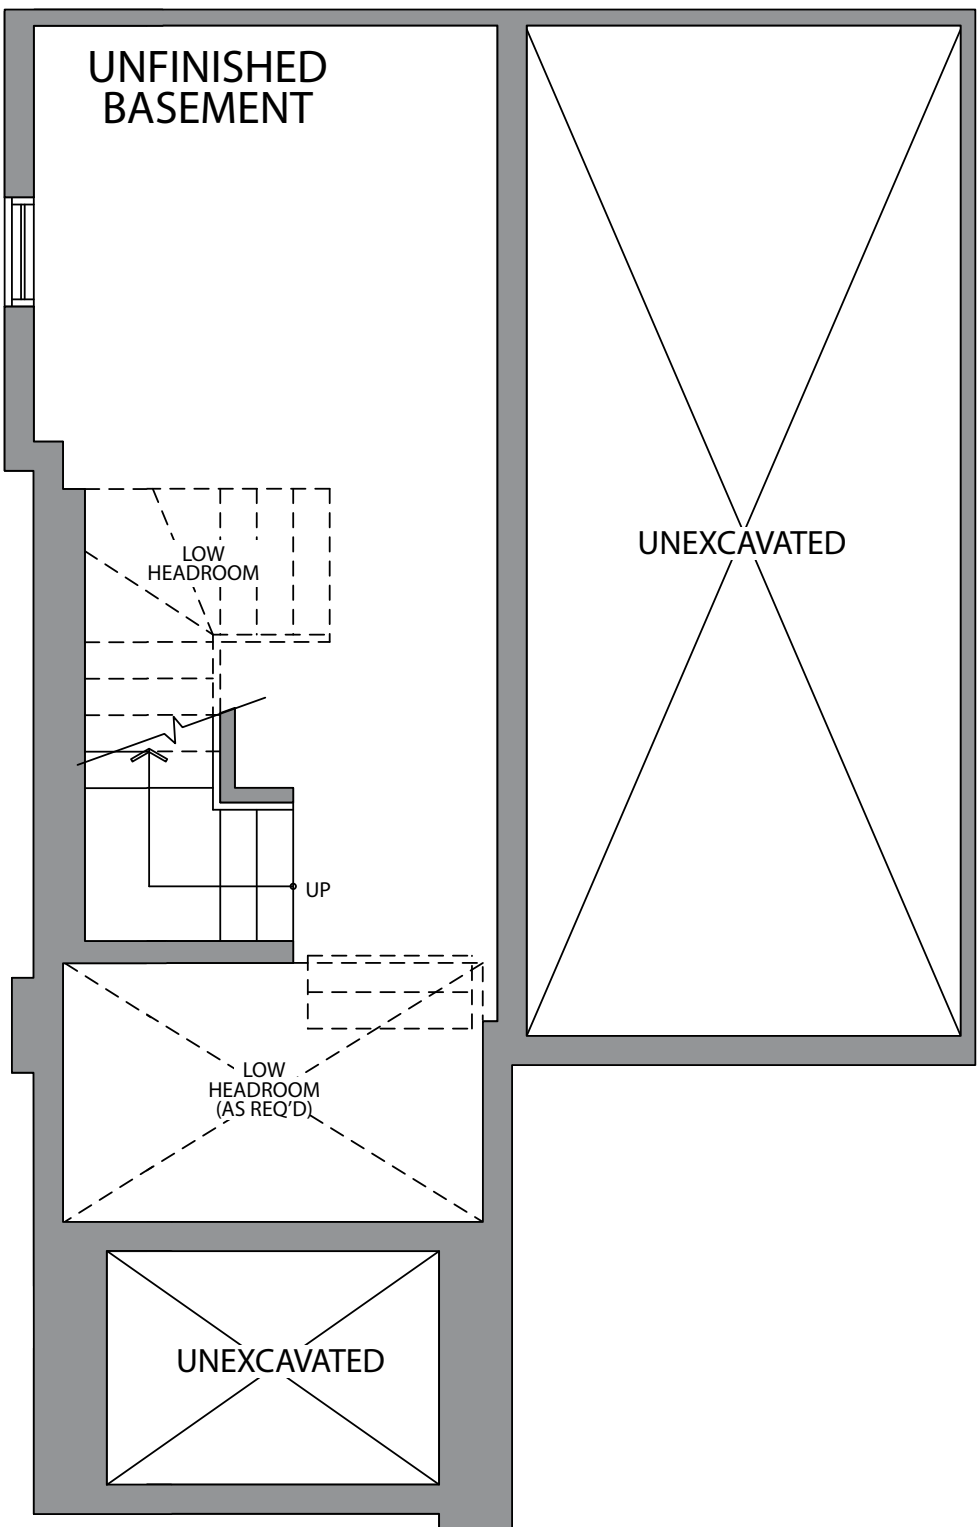 UNFINISHED
BASEMENT
UNEXCAVATED
LOW
HEADROOM
UP
LOW
HEADROOM
(AS REQ'D)
UNEXCAVATED